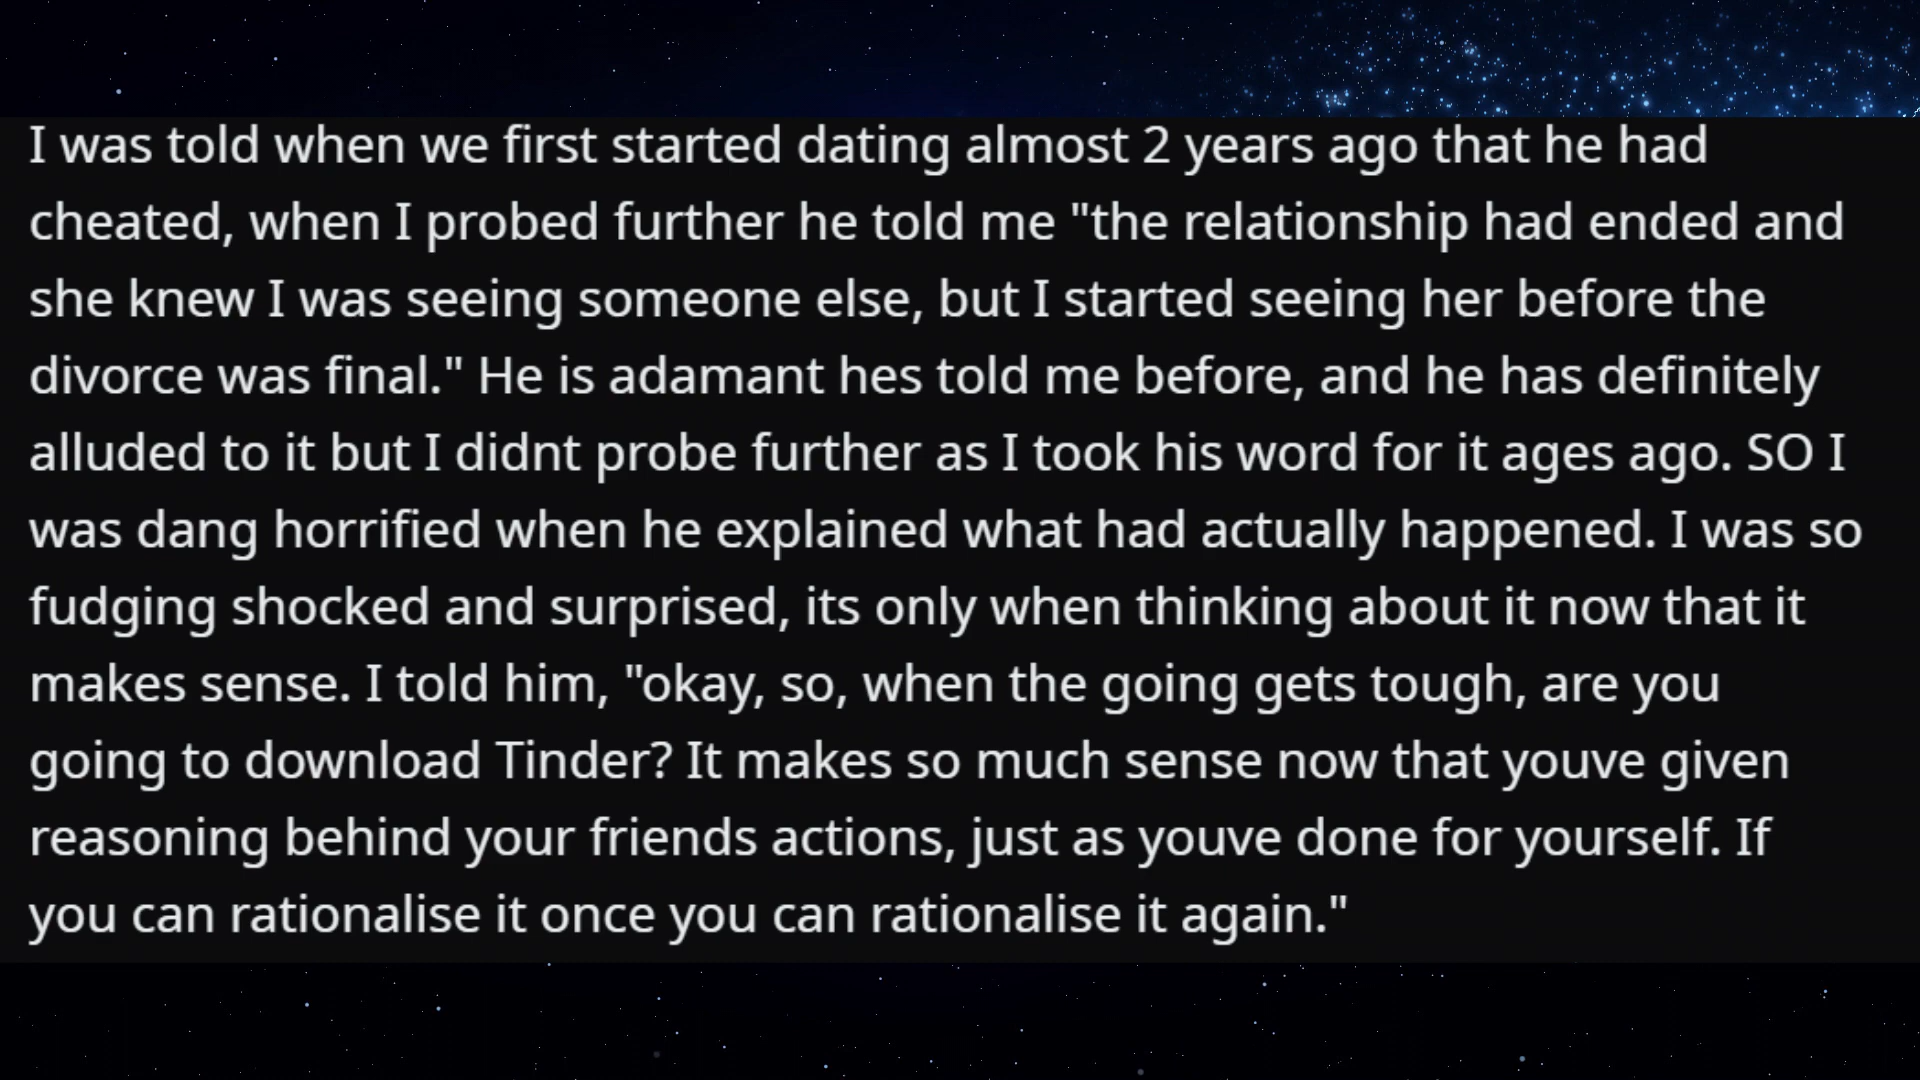 I was told when we first started dating almost 2 years ago that he had
cheated, when I probed further he told me "the relationship had ended and
she knew I was seeing someone else, but I started seeing her before the
divorce was final." He is adamant hes told me before, and he has definitely
alluded to it but I didnt probe further as I took his word for it ages ago. SO I
was dang horrified when he explained what had actually happened. I was so
fudging shocked and surprised, its only when thinking about it now that it
makes sense. I told him, "okay, so, when the going gets tough, are you
going to download Tinder? It makes so much sense now that youve given
reasoning behind your friends actions, just as youve done for yourself. If
you can rationalise it once you can rationalise it again."